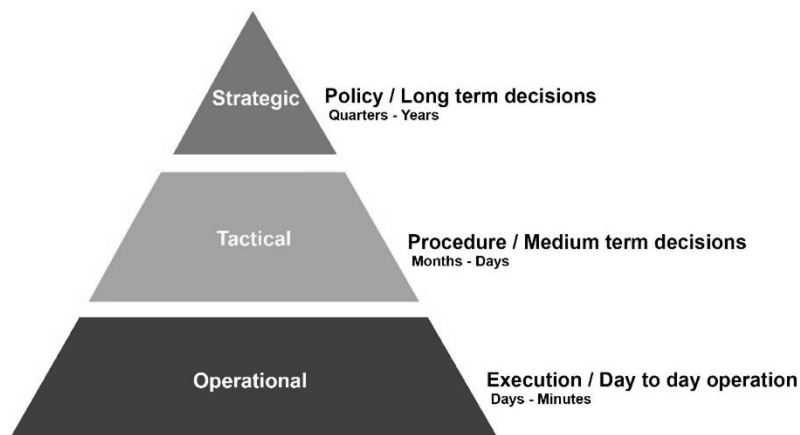 Strategic
Policy / Long term decisions
Quarters - Years
Tactical
Procedure / Medium term decisions
Months - Days
Operational
Execution / Day to day operation
Days - Minutes